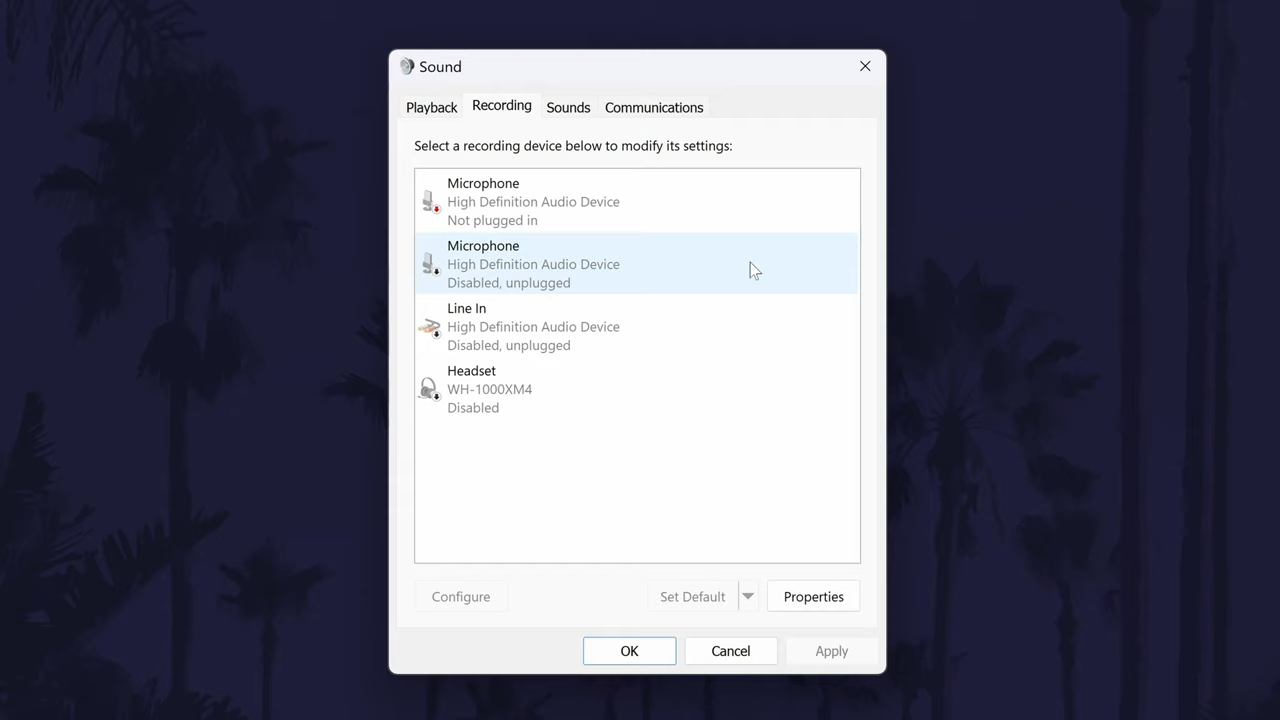 Sound
Playback Recording Sounds Communications
Select a recording device below to modify its settings:
Microphone
High Definition Audio Device
Not plugged in
Microphone
High Definition Audio Device
Disabled, unplugged
Line In
High Definition Audio Device
Disabled, unplugged
Headset
WH-1000XM4
Disabled
Configure Set Default Properties
OK Cancel Apply